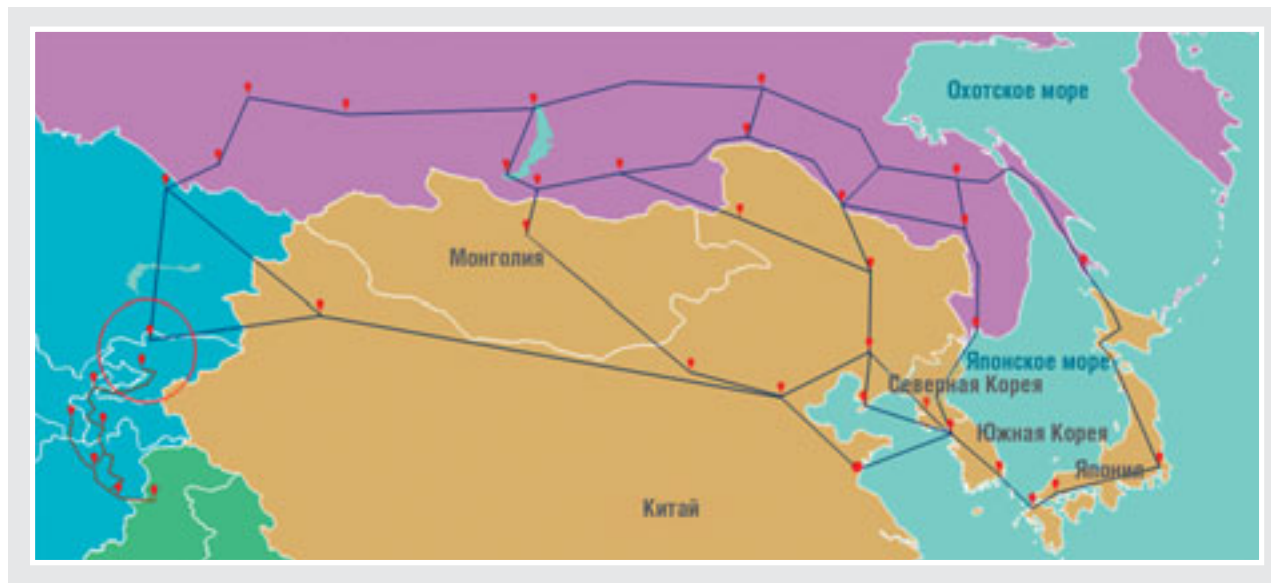 Охотское море
Монголия
Японское море
Северная Корея
Южная Корея
Япония
Китай